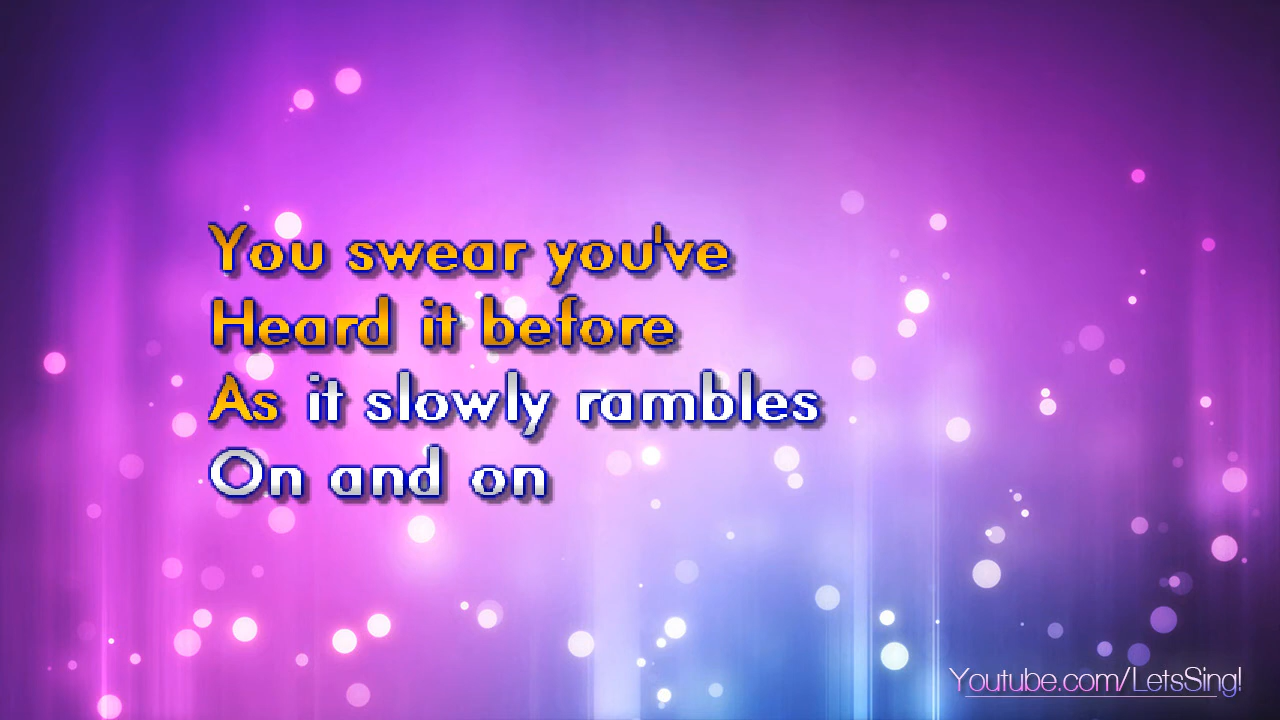 You swear you've
Heard it before
As it slowly rambles
On and on
Youtube.com/LetsSing!